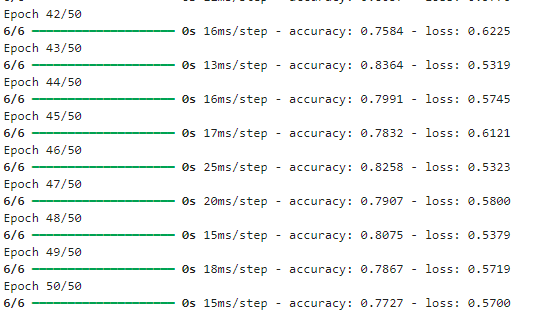 Epoch 42/50
6/6 ━━━━━━━━━━━━━━━━━━━━ 0s 16ms/step - accuracy: 0.7584 - loss: 0.6225
Epoch 43/50
6/6 ━━━━━━━━━━━━━━━━━━━━ 0s 13ms/step - accuracy: 0.8364 - loss: 0.5319
Epoch 44/50
6/6 ━━━━━━━━━━━━━━━━━━━━ 0s 16ms/step - accuracy: 0.7991 - loss: 0.5745
Epoch 45/50
6/6 ━━━━━━━━━━━━━━━━━━━━ 0s 17ms/step - accuracy: 0.7832 - loss: 0.6121
Epoch 46/50
6/6 ━━━━━━━━━━━━━━━━━━━━ 0s 25ms/step - accuracy: 0.8258 - loss: 0.5323
Epoch 47/50
6/6 ━━━━━━━━━━━━━━━━━━━━ 0s 20ms/step - accuracy: 0.7907 - loss: 0.5800
Epoch 48/50
6/6 ━━━━━━━━━━━━━━━━━━━━ 0s 15ms/step - accuracy: 0.8075 - loss: 0.5379
Epoch 49/50
6/6 ━━━━━━━━━━━━━━━━━━━━ 0s 18ms/step - accuracy: 0.7867 - loss: 0.5719
Epoch 50/50
6/6 ━━━━━━━━━━━━━━━━━━━━ 0s 15ms/step - accuracy: 0.7727 - loss: 0.5700